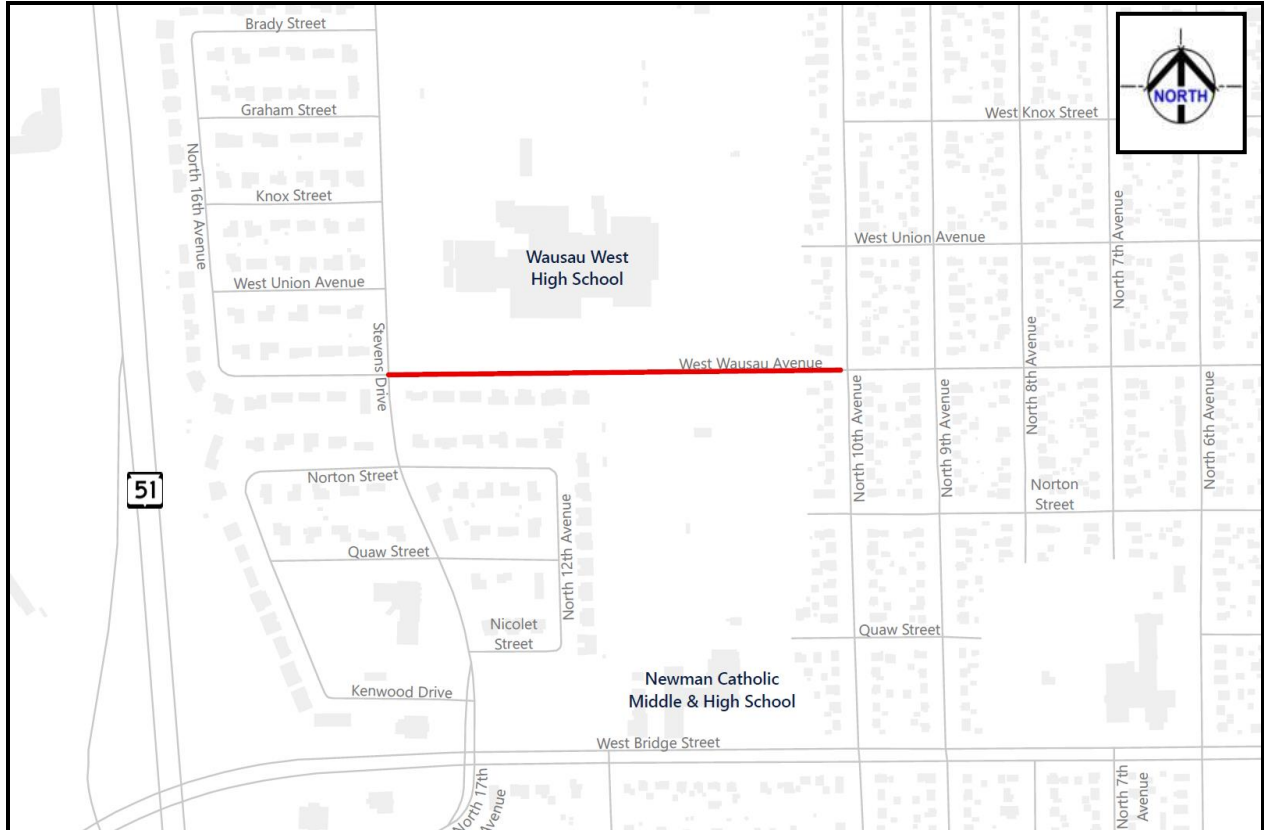 Brady Street
NORTH
Graham Street
West Knox Street
North 16th Avenue
Knox Street
North 7th Avenue
West Union Avenue
Wausau West
High School
West Union Avenue
Stevens Drive
West Wausau Avenue
North 8th Avenue
North 10th Avenue
North 9th Avenue
North 6th Avenue
51
Norton Street
Norton
Street
North 12th Avenue
Quaw Street
Nicolet
Street
Quaw Street
Newman Catholic
Middle & High School
Kenwood Drive
West Bridge Street
North 17th
Avenue
North 7th
Avenue